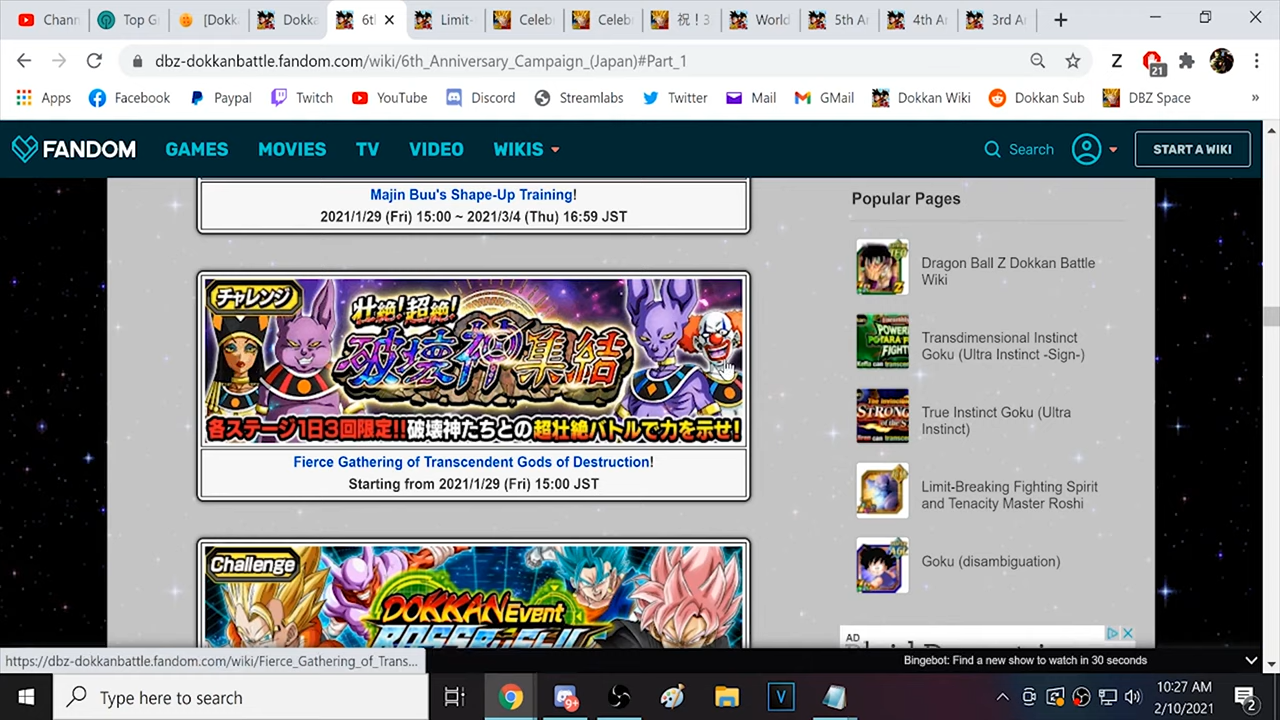 Chann
Top G
[Dokk
Dokka
6tl
Limit-
Celebr
Celebr
祝！3
World
5th Ar
4th Ar
3rd Ar
dbz-dokkanbattle.fandom.com/wiki/6th_Anniversary_Campaign_(Japan)#Part_1
Z
21
Apps
Facebook
Paypal
Twitch
YouTube
Discord
Streamlabs
Twitter
Mail
GMail
Dokkan Wiki
Dokkan Sub
DBZ Space
»
FANDOM
GAMES
MOVIES
TV
VIDEO
WIKIS
Search
START A WIKI
Majin Buu's Shape-Up Training!
2021/1/29 (Fri) 15:00 ~ 2021/3/4 (Thu) 16:59 JST
チャレンジ
壮絶！超絶！
破壊神集結
各ステージ1日3回限定!!破壊神たちとの超壮絶バトルで力を示せ！
Fierce Gathering of Transcendent Gods of Destruction!
Starting from 2021/1/29 (Fri) 15:00 JST
Challenge
DOKKAN Event
Popular Pages
Dragon Ball Z Dokkan Battle
Wiki
Transdimensional Instinct
Goku (Ultra Instinct -Sign-)
True Instinct Goku (Ultra
Instinct)
Limit-Breaking Fighting Spirit
and Tenacity Master Roshi
Goku (disambiguation)
AD
Bingebot: Find a new show to watch in 30 seconds
https://dbz-dokkanbattle.fandom.com/wiki/Fierce_Gathering_of_Trans...
Type here to search
9+
V
10:27 AM
2/10/2021
2